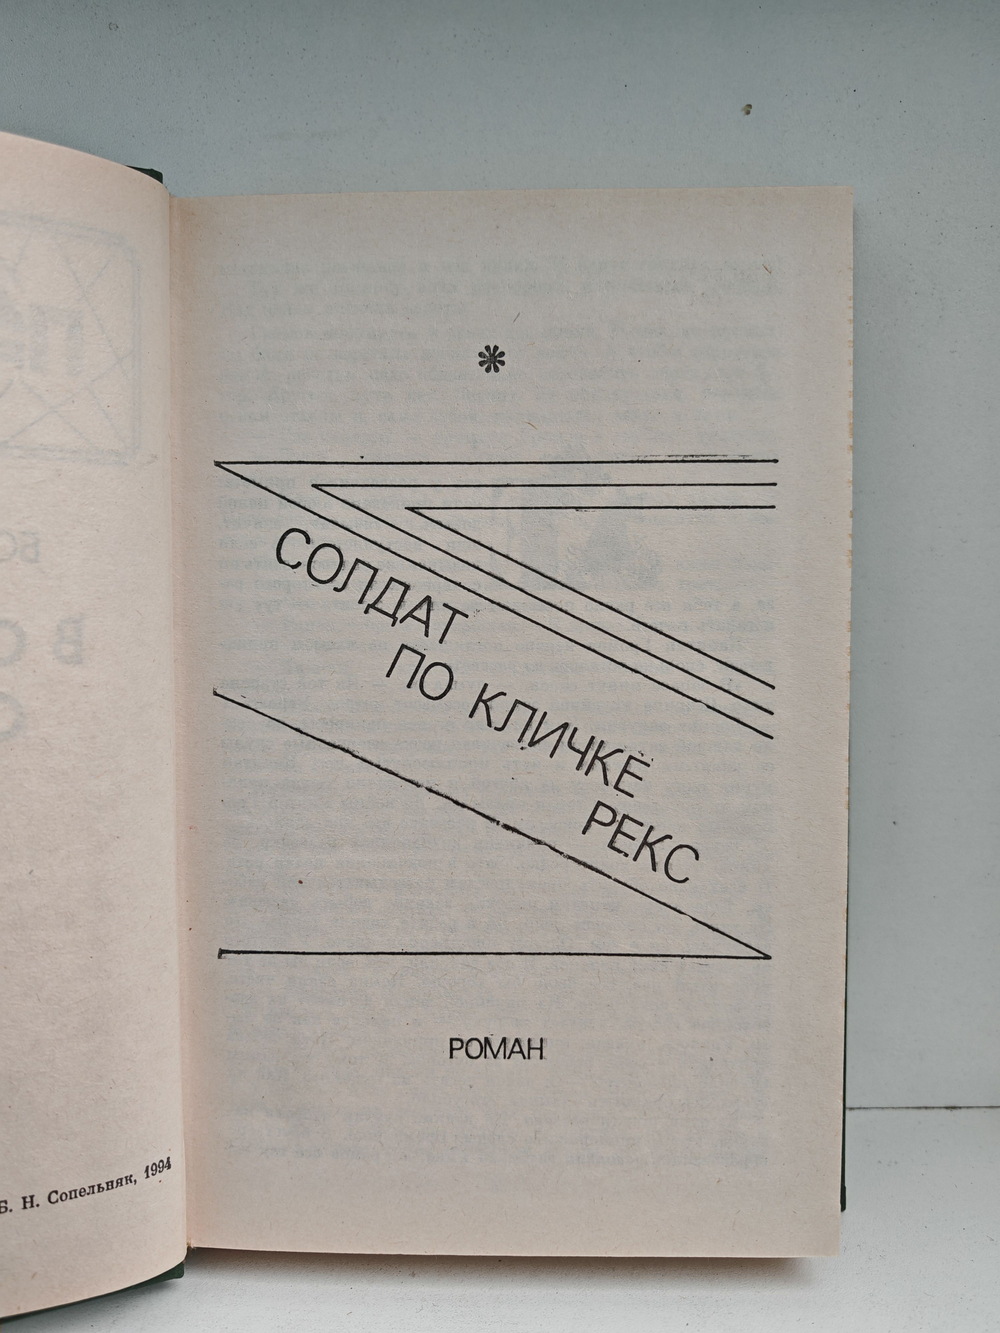 Б. Н. Сопельняк, 1994
*
СОЛДАТ
ПО КЛИЧКЕ
РЕКС
РОМАН